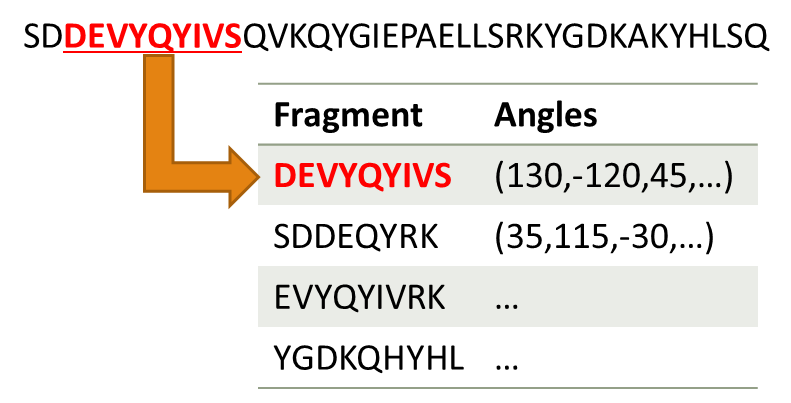 SDDEVYQYIVSQVKQYGIEPAELLSRKYGDKAKYHLSQ
Fragment Angles
DEVYQYIVS (130,-120,45,…)
SDDEQYRK (35,115,-30,…)
EVYQYIVRK …
YGDKQHYHL …